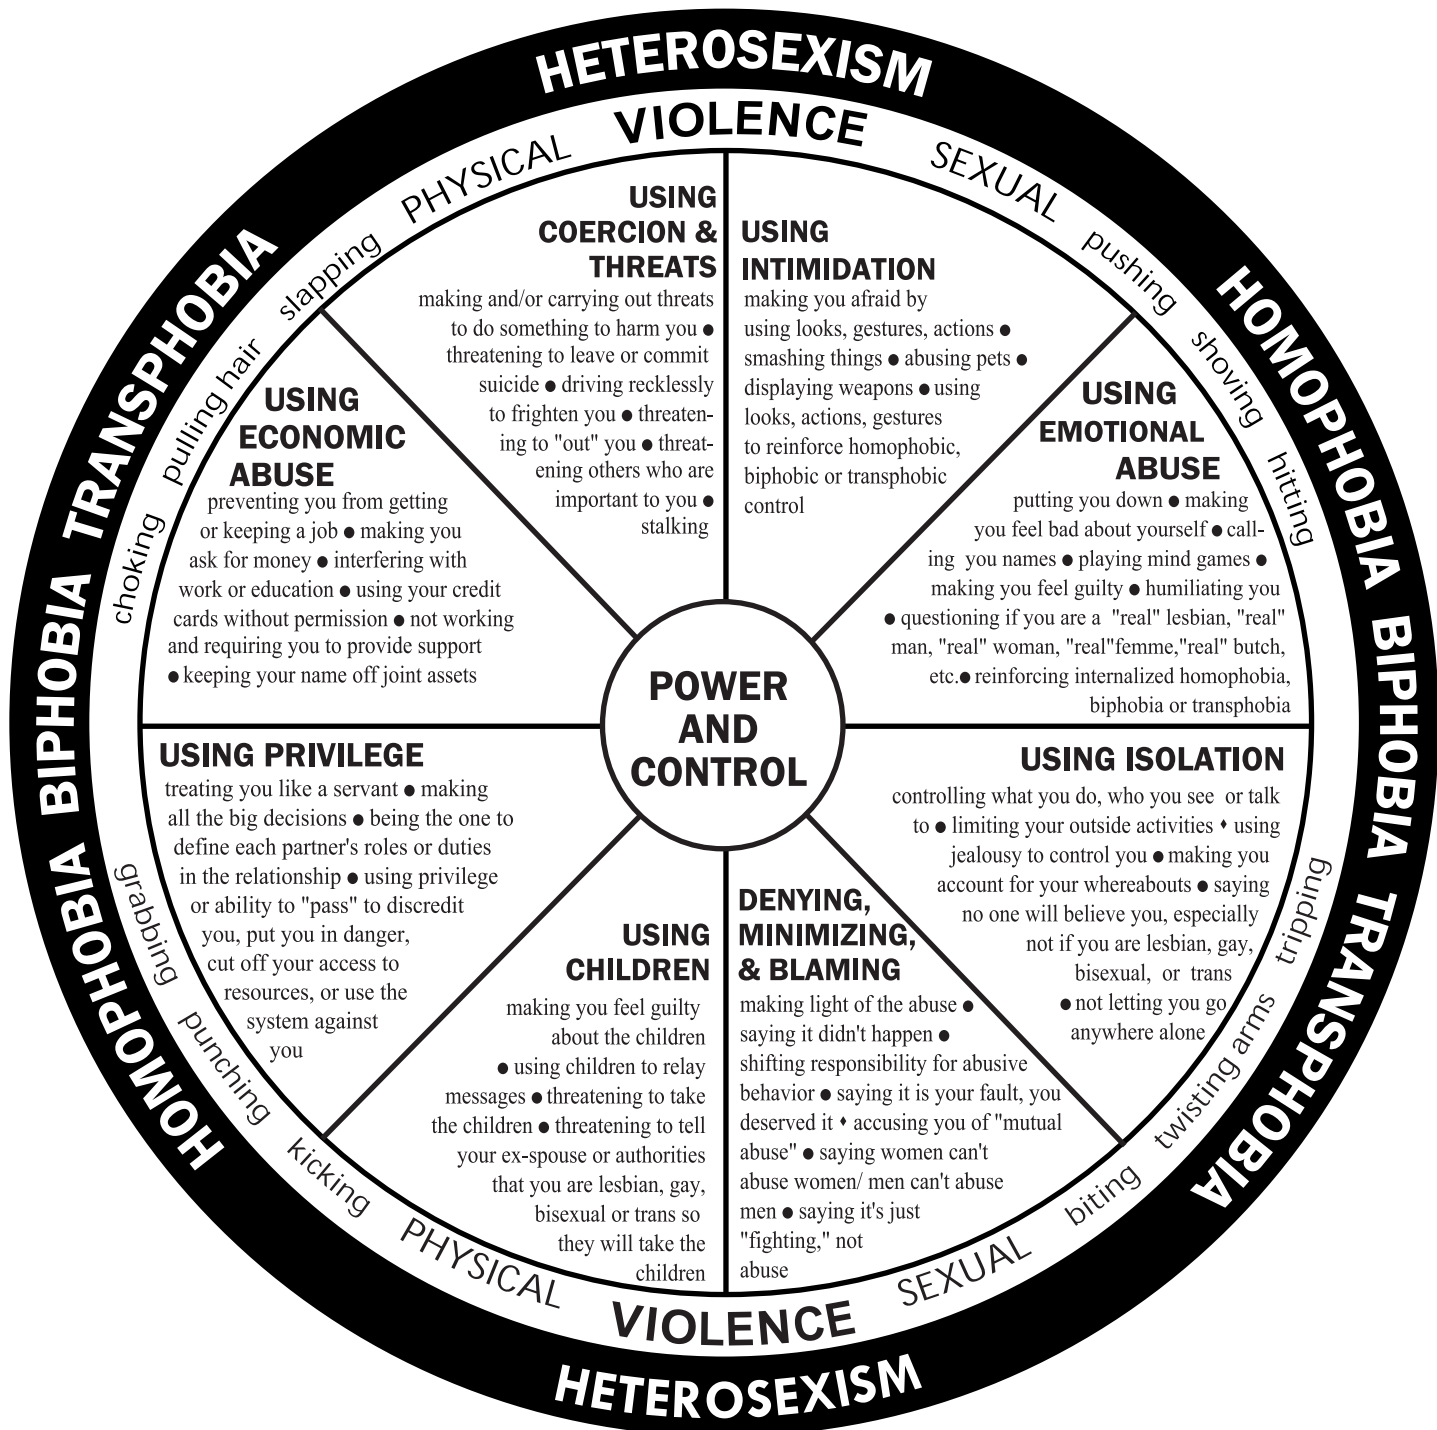 HETEROSEXISM
HOMOPHOBIA BIPHOBIA TRANSPHOBIA
HETEROSEXISM
HOMOPHOBIA BIPHOBIA TRANSPHOBIA
VIOLENCE
SEXUAL
pushing
shoving
hitting
tripping
twisting arms
biting
SEXUAL
VIOLENCE
PHYSICAL
kicking
punching
grabbing
choking
pulling hair
slapping
PHYSICAL
USING
COERCION &
THREATS
making and/or carrying out threats
to do something to harm you ●
threatening to leave or commit
suicide ● driving recklessly
to frighten you ● threaten-
ing to "out" you ● threat-
ening others who are
important to you ●
stalking
USING
INTIMIDATION
making you afraid by
using looks, gestures, actions ●
smashing things ● abusing pets ●
displaying weapons ● using
looks, actions, gestures
to reinforce homophobic,
biphobic or transphobic
control
USING
EMOTIONAL
ABUSE
putting you down ● making
you feel bad about yourself ● call-
ing you names ● playing mind games ●
making you feel guilty ● humiliating you
● questioning if you are a "real" lesbian, "real"
man, "real" woman, "real"femme,"real" butch,
etc.● reinforcing internalized homophobia,
biphobia or transphobia
USING ISOLATION
controlling what you do, who you see or talk
to ● limiting your outside activities ♦ using
jealousy to control you ● making you
account for your whereabouts ● saying
no one will believe you, especially
not if you are lesbian, gay,
bisexual, or trans
● not letting you go
anywhere alone
DENYING,
MINIMIZING,
& BLAMING
making light of the abuse ●
saying it didn't happen ●
shifting responsibility for abusive
behavior ● saying it is your fault, you
deserved it ♦ accusing you of "mutual
abuse" ● saying women can't
abuse women/ men can't abuse
men ● saying it's just
"fighting," not
abuse
USING
CHILDREN
making you feel guilty
about the children
● using children to relay
messages ● threatening to take
the children ● threatening to tell
your ex-spouse or authorities
that you are lesbian, gay,
bisexual or trans so
they will take the
children
USING PRIVILEGE
treating you like a servant ● making
all the big decisions ● being the one to
define each partner's roles or duties
in the relationship ● using privilege
or ability to "pass" to discredit
you, put you in danger,
cut off your access to
resources, or use the
system against
you
USING
ECONOMIC
ABUSE
preventing you from getting
or keeping a job ● making you
ask for money ● interfering with
work or education ● using your credit
cards without permission ● not working
and requiring you to provide support
● keeping your name off joint assets
POWER
AND
CONTROL